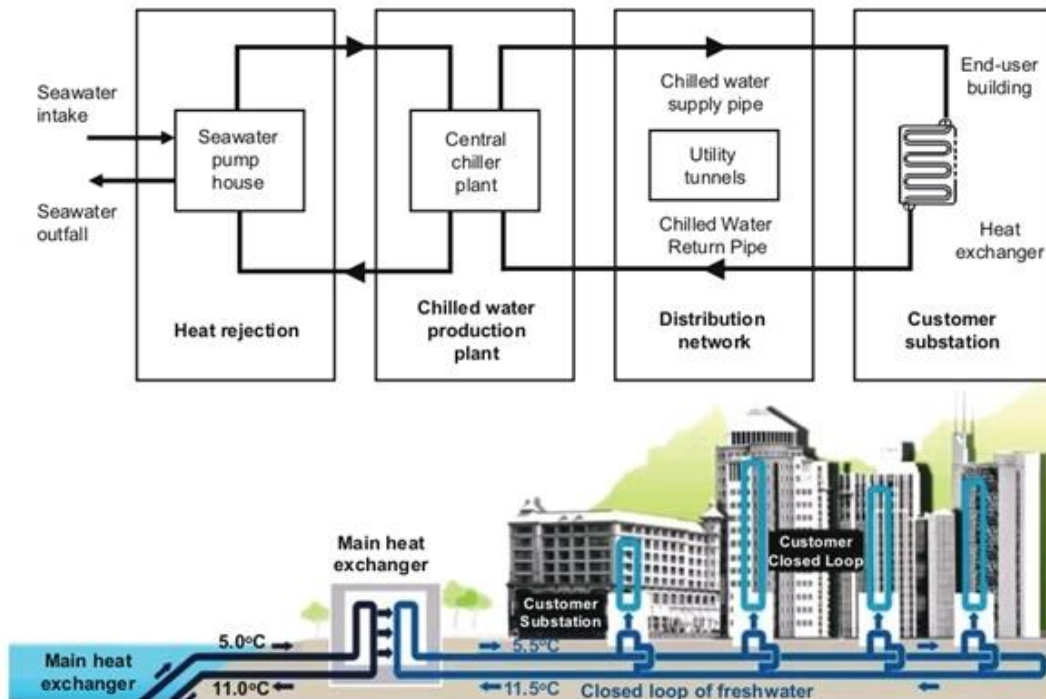 Seawater
intake
Seawater
outfall
Seawater
pump
house
Heat rejection
Central
chiller
plant
Chilled water
production
plant
Chilled water
supply pipe
Utility
tunnels
Chilled Water
Return Pipe
Distribution
network
End-user
building
Heat
exchanger
Customer
substation
Main heat
exchanger
Customer
Substation
Customer
Closed Loop
5.0°C
5.5°C
Main heat
exchanger
11.0°C
11.5°C
Closed loop of freshwater